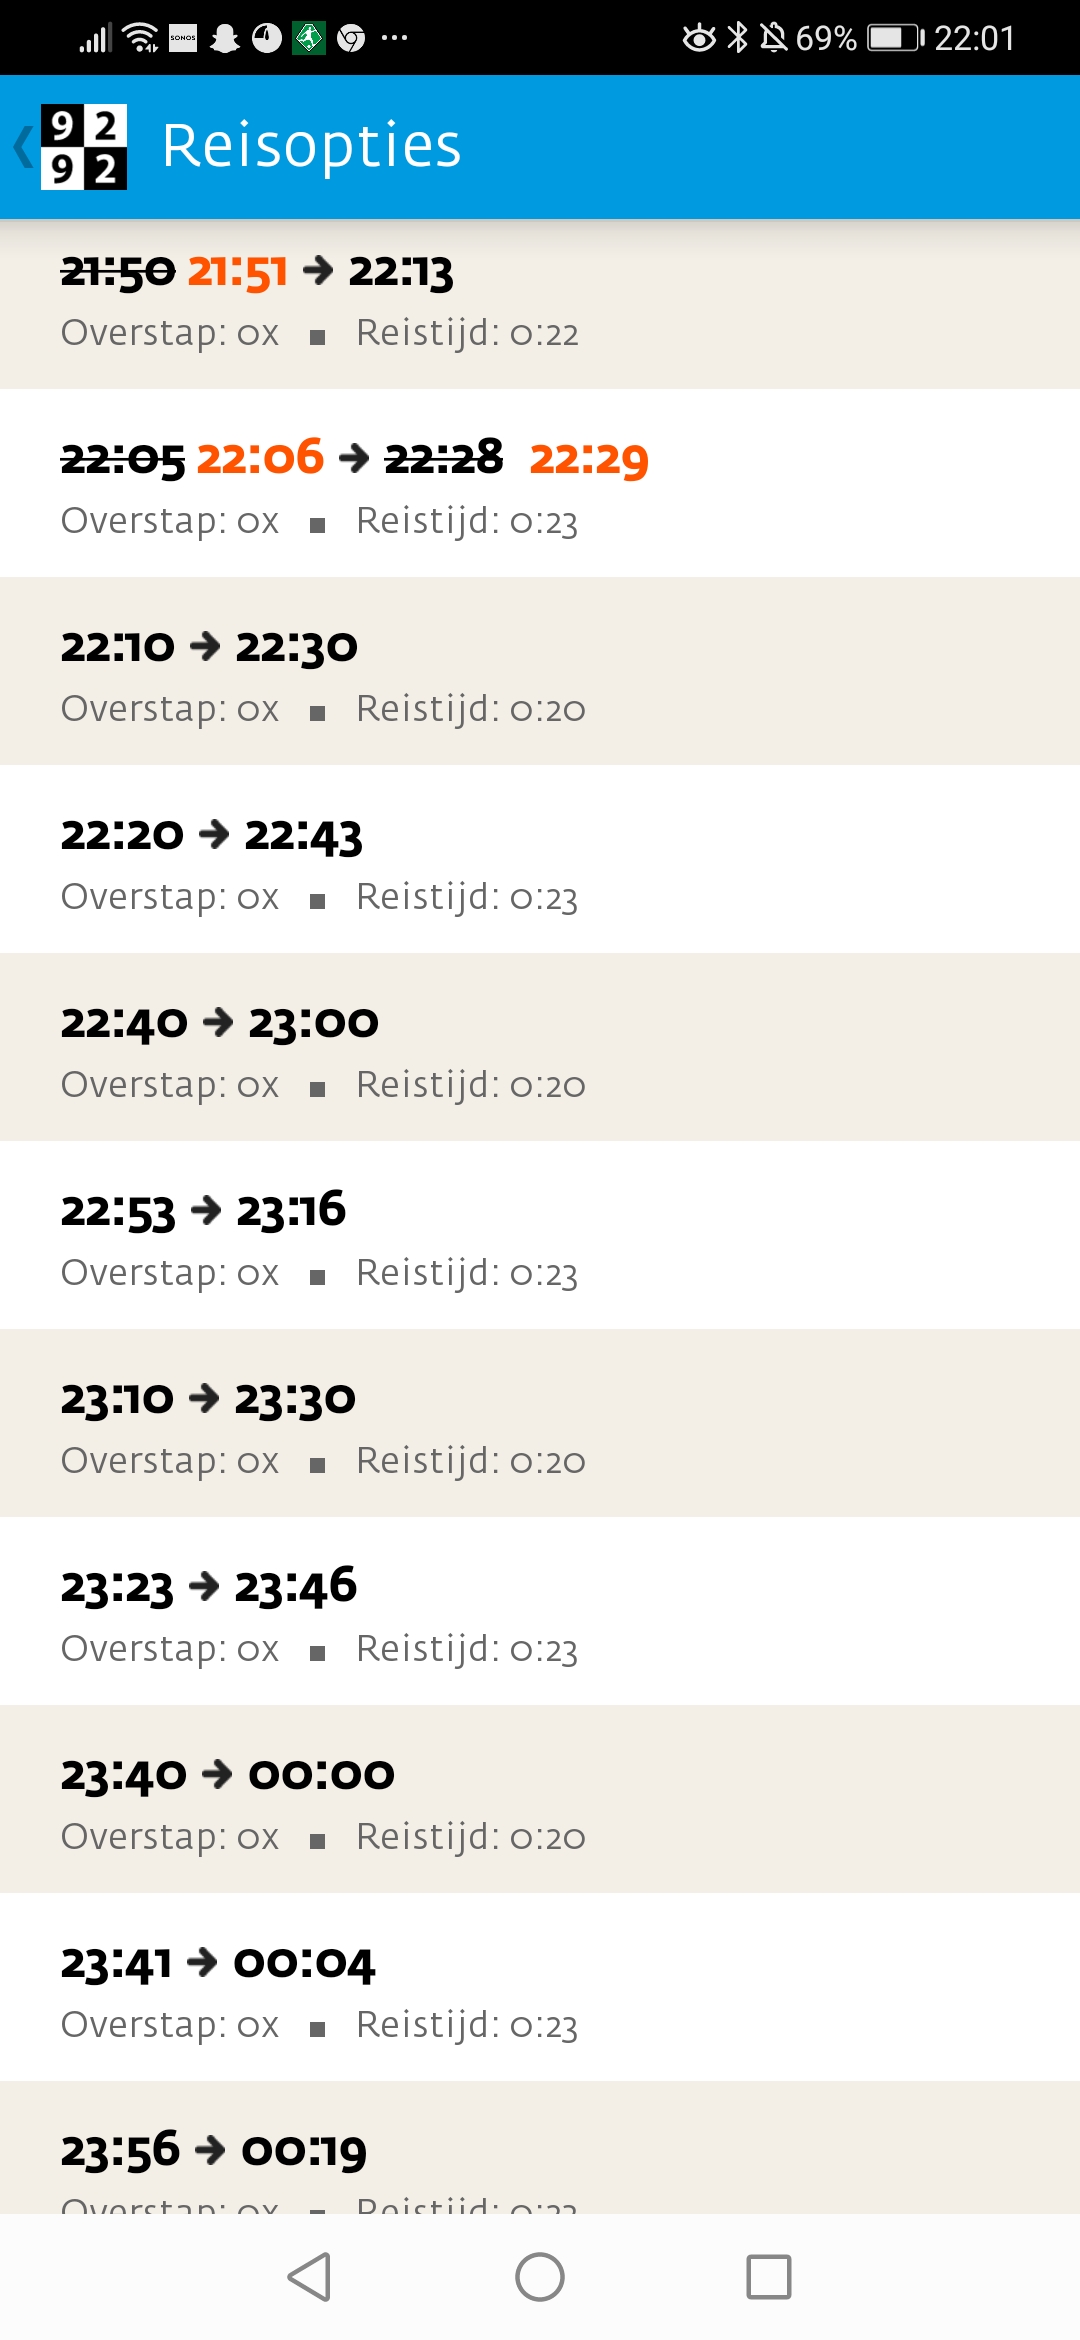 SONOS 69% 22:01
9 2
9 2
Reisopties
21:50 21:51 → 22:13
Overstap: 0x ▪ Reistijd: 0:22
22:05 22:06 → 22:28 22:29
Overstap: 0x ▪ Reistijd: 0:23
22:10 → 22:30
Overstap: 0x ▪ Reistijd: 0:20
22:20 → 22:43
Overstap: 0x ▪ Reistijd: 0:23
22:40 → 23:00
Overstap: 0x ▪ Reistijd: 0:20
22:53 → 23:16
Overstap: 0x ▪ Reistijd: 0:23
23:10 → 23:30
Overstap: 0x ▪ Reistijd: 0:20
23:23 → 23:46
Overstap: 0x ▪ Reistijd: 0:23
23:40 → 00:00
Overstap: 0x ▪ Reistijd: 0:20
23:41 → 00:04
Overstap: 0x ▪ Reistijd: 0:23
23:56 → 00:19
Overstap: 0x ▪ Reistijd: 0:23